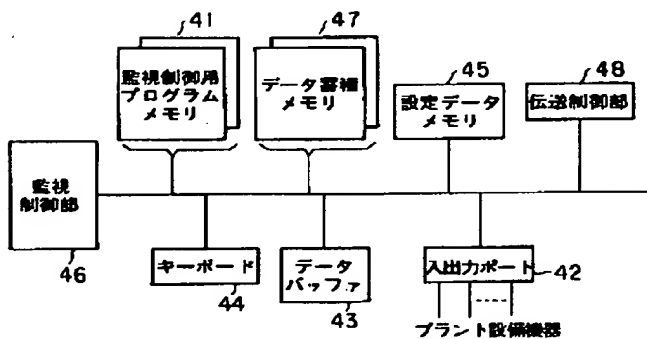 41
47
45
48
監視制御用
プログラム
メモリ
データ蓄積
メモリ
設定データ
メモリ
伝送制御部
監視
制御部
46
キーボード
44
データ
バッファ
43
入出力ポート
42
プラント設備機器